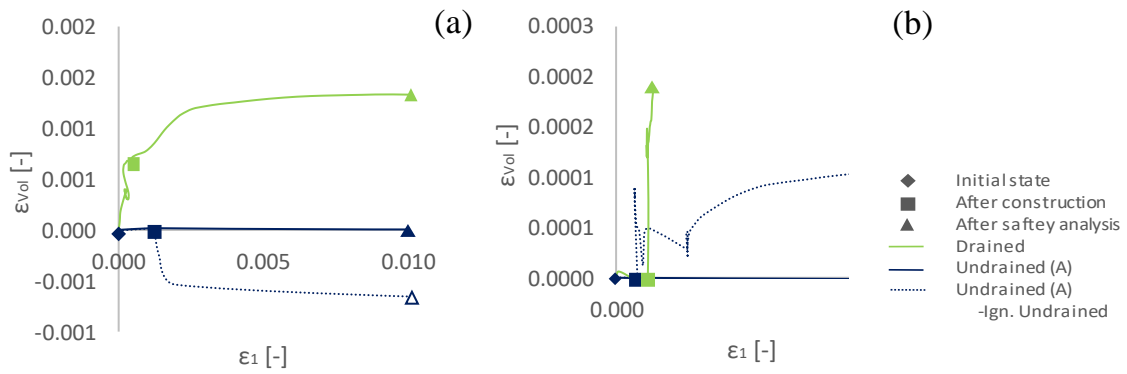 (a)
0.002
0.002
0.001
0.001
0.000
-0.001
-0.001
0.000
0.005
0.010
εVol [-]
ε1 [-]
(b)
0.0003
0.0002
0.0002
0.0001
0.0001
0.0000
0.000
εVol [-]
ε1 [-]
Initial state
After construction
After saftey analysis
Drained
Undrained (A)
Undrained (A)
-Ign. Undrained